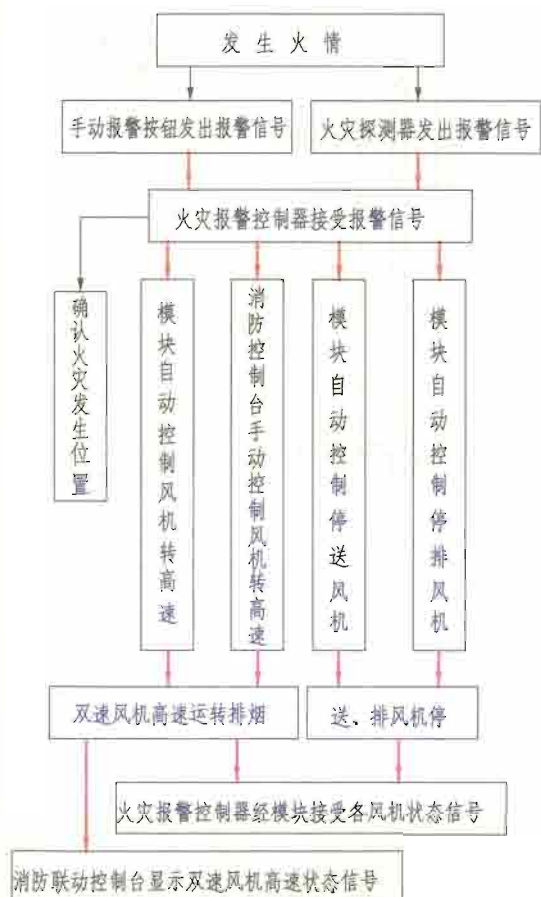 发生火情
手动报警按钮发出报警信号
火灾探测器发出报警信号
火灾报警控制器接受报警信号
确认火灾发生位置
模块自动控制风机转高速
消防控制台手动控制风机转高速
模块自动控制停送风机
模块自动控制停排风机
双速风机高速运转排烟
送、排风机停
火灾报警控制器经模块接受各风机状态信号
消防联动控制台显示双速风机高速状态信号